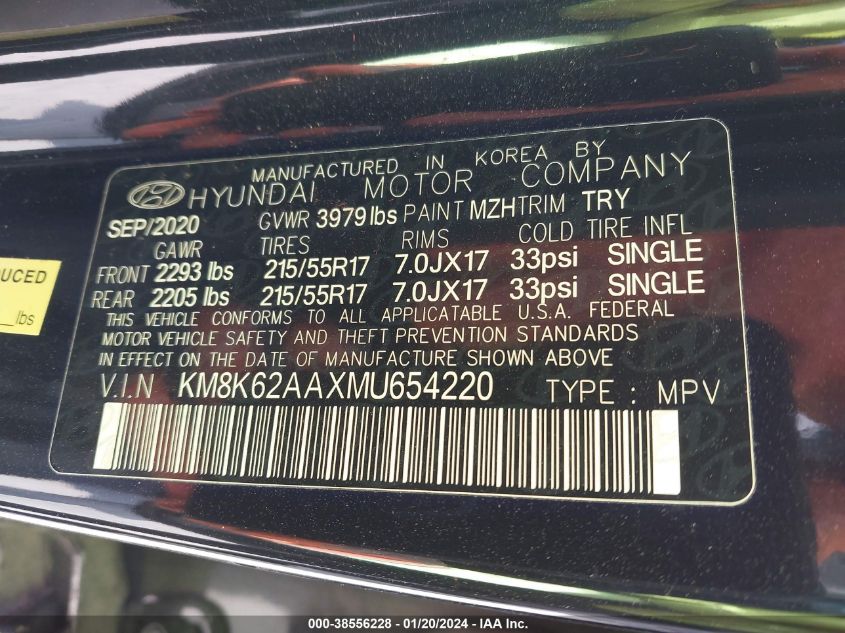 MANUFACTURED IN KOREA BY
HYUNDAI MOTOR COMPANY
SEP/2020 GVWR 3979 lbs PAINT MZH TRIM TRY
GAWR TIRES RIMS COLD TIRE INFL
FRONT 2293 lbs 215/55R17 7.0JX17 33psi SINGLE
REAR 2205 lbs 215/55R17 7.0JX17 33psi SINGLE
THIS VEHICLE CONFORMS TO ALL APPLICATABLE U.S.A. FEDERAL
MOTOR VEHICLE SAFETY AND THEFT PREVENTION STANDARDS
IN EFFECT ON THE DATE OF MANUFACTURE SHOWN ABOVE
V.I.N KM8K62AAXMU654220 TYPE : MPV
UCED
lbs
000-38556228 - 01/20/2024 - IAA Inc.